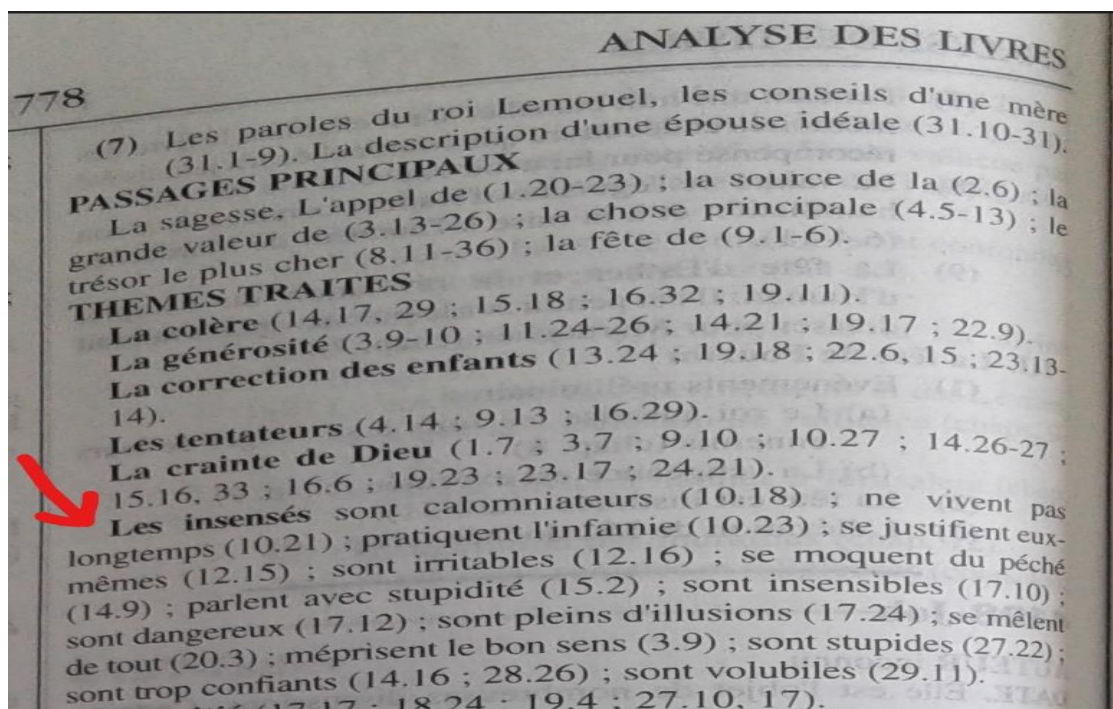 ANALYSE DES LIVRES
778
(7) Les paroles du roi Lemouel, les conseils d'une mère
(31.1-9). La description d'une épouse idéale (31.10-31).
PASSAGES PRINCIPAUX
La sagesse. L'appel de (1.20-23) ; la source de la (2.6) ; la
grande valeur de (3.13-26) ; la chose principale (4.5-13) ; le
trésor le plus cher (8.11-36) ; la fête de (9.1-6).
THEMES TRAITES
La colère (14.17, 29 ; 15.18 ; 16.32 ; 19.11).
La générosité (3.9-10 ; 11.24-26 ; 14.21 ; 19.17 ; 22.9).
La correction des enfants (13.24 ; 19.18 ; 22.6, 15 ; 23.13-
14).
Les tentateurs (4.14 ; 9.13 ; 16.29).
La crainte de Dieu (1.7 ; 3.7 ; 9.10 ; 10.27 ; 14.26-27 ;
15.16, 33 ; 16.6 ; 19.23 ; 23.17 ; 24.21).
Les insensés sont calomniateurs (10.18) ; ne vivent pas
longtemps (10.21) ; pratiquent l'infamie (10.23) ; se justifient eux-
mêmes (12.15) ; sont irritables (12.16) ; se moquent du péché
(14.9) ; parlent avec stupidité (15.2) ; sont insensibles (17.10) ;
sont dangereux (17.12) ; sont pleins d'illusions (17.24) ; se mêlent
de tout (20.3) ; méprisent le bon sens (3.9) ; sont stupides (27.22) ;
sont trop confiants (14.16 ; 28.26) ; sont volubiles (29.11).
(17.17 ; 18.24 ; 19.4 ; 27.10, 17).